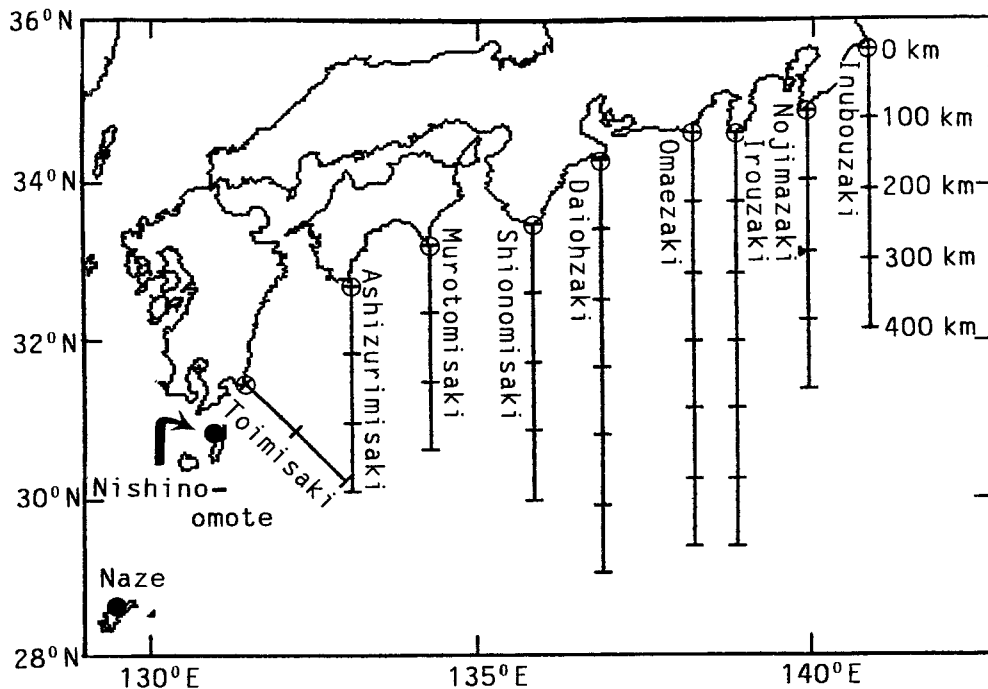 36°N
34°N
32°N
30°N
28°N
130°E
135°E
140°E
0 km
100 km
200 km
300 km
400 km
Inubouzaki
Nojimazaki
Irouzaki
Omaezaki
Daiohzaki
Shionomisaki
Murotomisaki
Ashizurimisaki
Toimisaki
Nishino-
omote
Naze